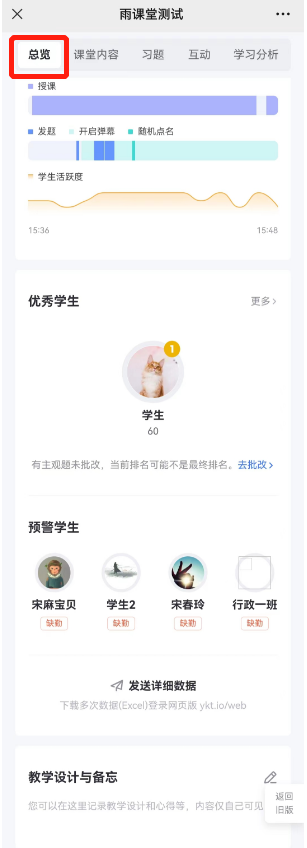 雨课堂测试
总览 课堂内容 习题 互动 学习分析
授课
发题 开启弹幕 随机点名
学生活跃度
15:36 15:48
优秀学生 更多
1
学生
60
有主观题未批改，当前排名可能不是最终排名。去批改
预警学生
宋麻宝贝 学生2 宋春玲 行政一班
缺勤 缺勤 缺勤 缺勤
发送详细数据
下载多次数据(Excel)登录网页版 ykt.io/web
教学设计与备忘
您可以在这里记录教学设计和心得等，内容仅自己可见
返回
旧版